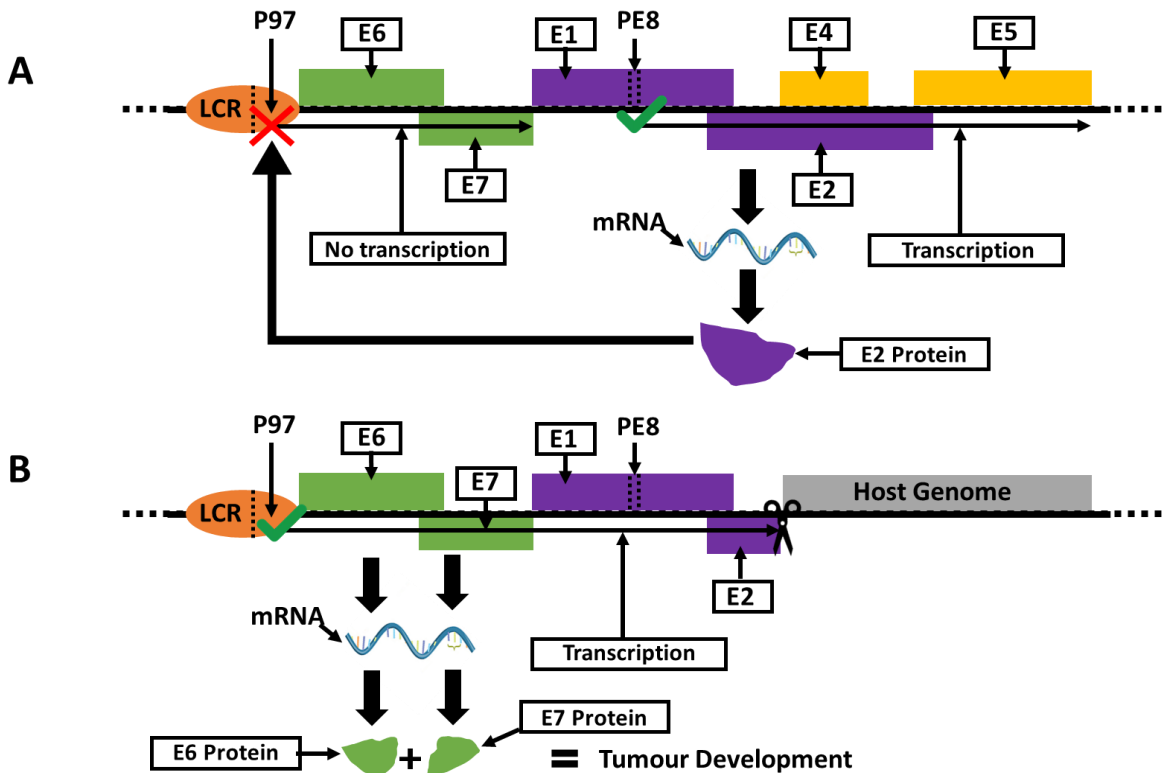 P97
E6
E1
PE8
E4
E5
A
LCR
E7
E2
No transcription
mRNA
Transcription
E2 Protein
P97
E6
E1
PE8
B
E7
Host Genome
LCR
E2
mRNA
Transcription
E7 Protein
E6 Protein
+
= Tumour Development